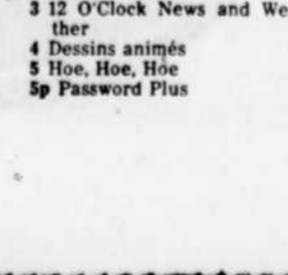 3 12 O'Clock News and We
ther
4 Dessins animés
5 Hoe, Hoe, Hoe
5p Password Plus